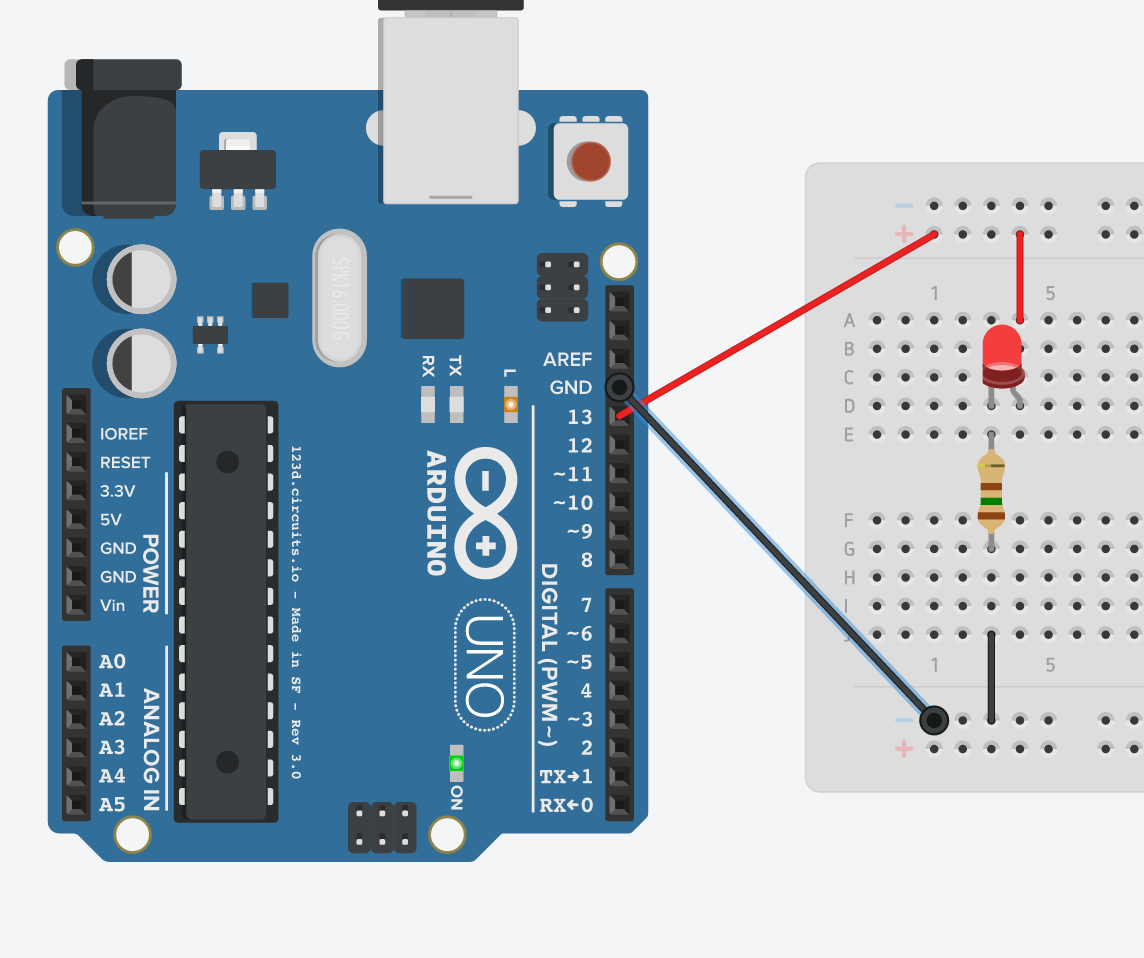 SPK16.000G
RX
TX
L
AREF
GND
13
12
~11
~10
~9
8
7
~6
~5
4
~3
2
TX→1
RX←0
DIGITAL (PWM ~)
IOREF
RESET
3.3V
5V
GND
GND
Vin
POWER
A0
A1
A2
A3
A4
A5
ANALOG IN
123d.circuits.io - Made in SF - Rev 3.0
ARDUINO
- +
UNO
ON
−
+
1 5
A
B
C
D
E
F
G
H
I
J
1 5
−
+